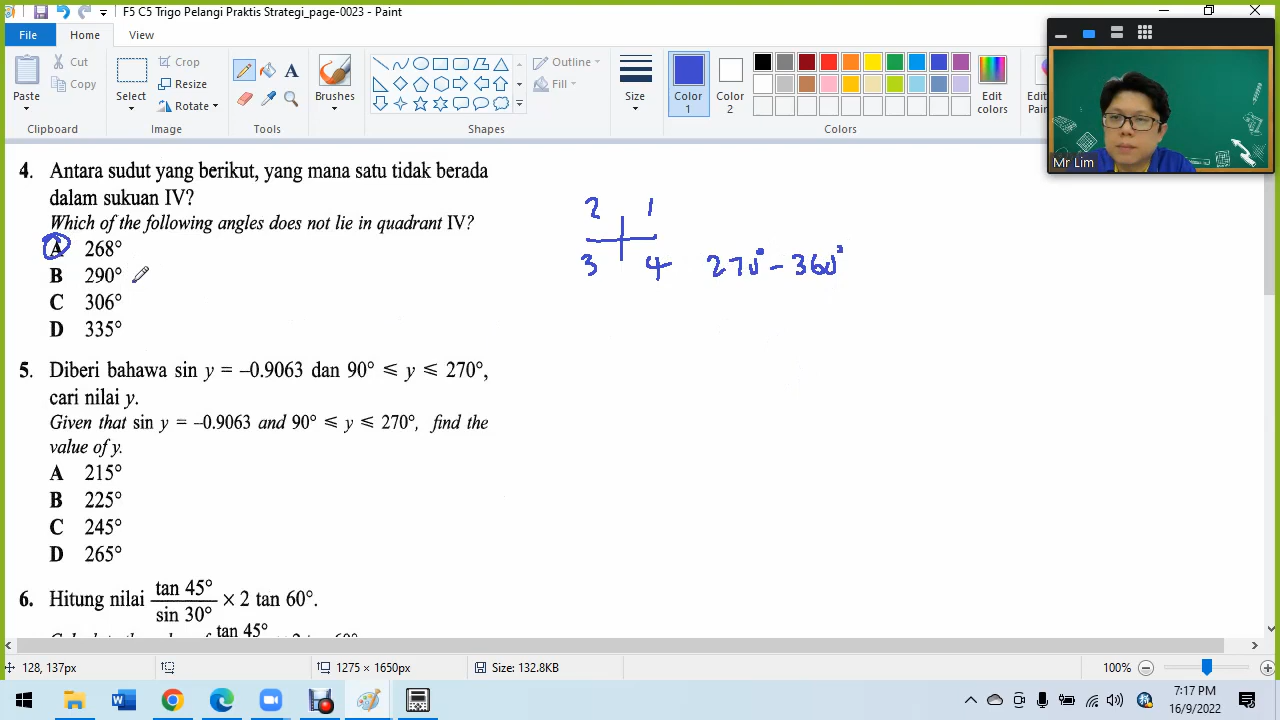 F5 C5 Trigo Pelangi Praktis Strategi_page-0023 - Paint
File Home View
Paste
Cut
Copy
Clipboard
Select
Crop
Resize
Rotate
Image
A
Tools
Brushes
Shapes
Outline
Fill
Size
Color 1
Color 2
Colors
Edit colors
Mr Lim
4. Antara sudut yang berikut, yang mana satu tidak berada
dalam sukuan IV?
Which of the following angles does not lie in quadrant IV?
A 268°
B 290°
C 306°
D 335°
2 1
3 4 270° - 360°
5. Diberi bahawa sin y = –0.9063 dan 90° ⩽ y ⩽ 270°,
cari nilai y.
Given that sin y = –0.9063 and 90° ⩽ y ⩽ 270°, find the
value of y.
A 215°
B 225°
C 245°
D 265°
6. Hitung nilai tan 45° / sin 30° × 2 tan 60°.
128, 137px
1275 × 1650px
Size: 132.8KB
100%
7:17 PM
16/9/2022